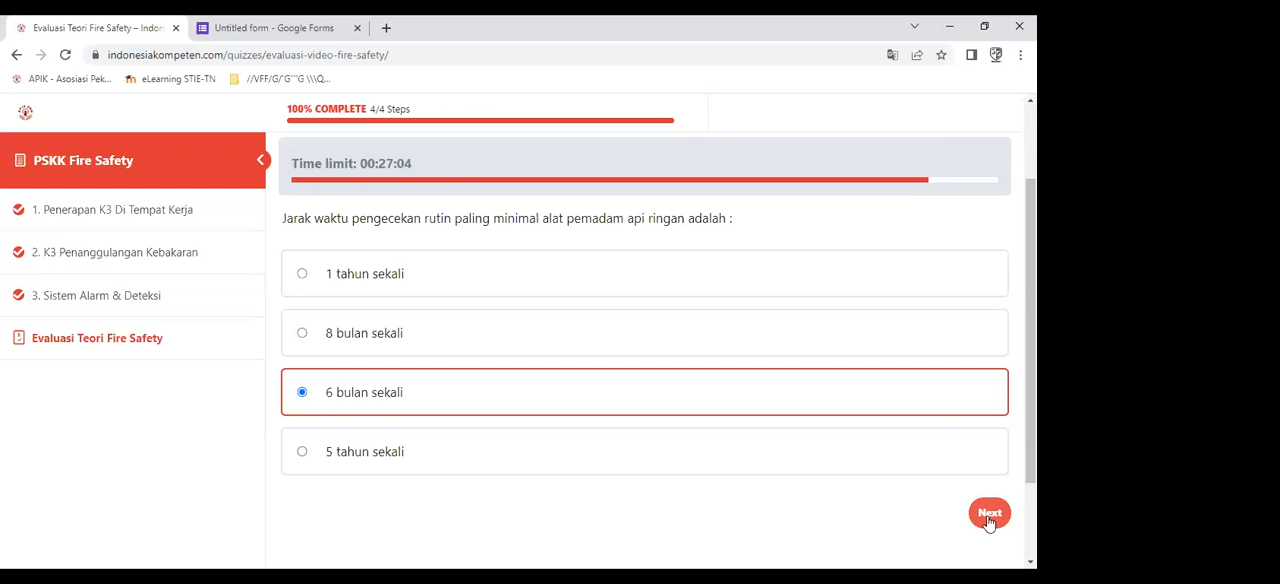 Evaluasi Teori Fire Safety – Indon
Untitled form - Google Forms
indonesiakompeten.com/quizzes/evaluasi-video-fire-safety/
APIK - Asosiasi Pek...
eLearning STIE-TN
//VFF/G/G```G \\\Q...
100% COMPLETE 4/4 Steps
PSKK Fire Safety
1. Penerapan K3 Di Tempat Kerja
2. K3 Penanggulangan Kebakaran
3. Sistem Alarm & Deteksi
Evaluasi Teori Fire Safety
Time limit: 00:27:04
Jarak waktu pengecekan rutin paling minimal alat pemadam api ringan adalah :
1 tahun sekali
8 bulan sekali
6 bulan sekali
5 tahun sekali
Next